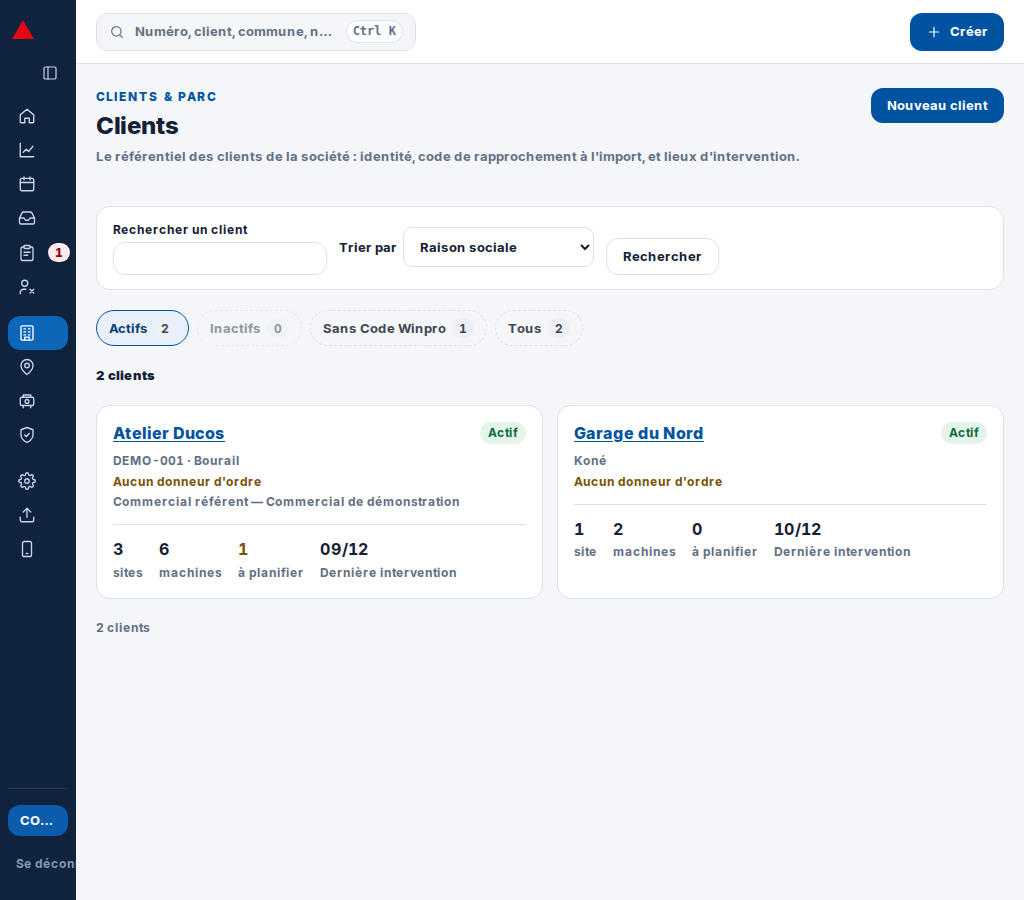 Numéro, client, commune, n… Ctrl K
Créer
CLIENTS & PARC
Clients
Nouveau client
Le référentiel des clients de la société : identité, code de rapprochement à l'import, et lieux d'intervention.
Rechercher un client
Trier par
Raison sociale
Rechercher
1
Actifs 2
Inactifs 0
Sans Code Winpro 1
Tous 2
2 clients
Atelier Ducos
Actif
DEMO-001 · Bourail
Aucun donneur d'ordre
Commercial référent — Commercial de démonstration
3 sites
6 machines
1 à planifier
09/12 Dernière intervention
Garage du Nord
Actif
Koné
Aucun donneur d'ordre
1 site
2 machines
0 à planifier
10/12 Dernière intervention
2 clients
CO…
Se décon